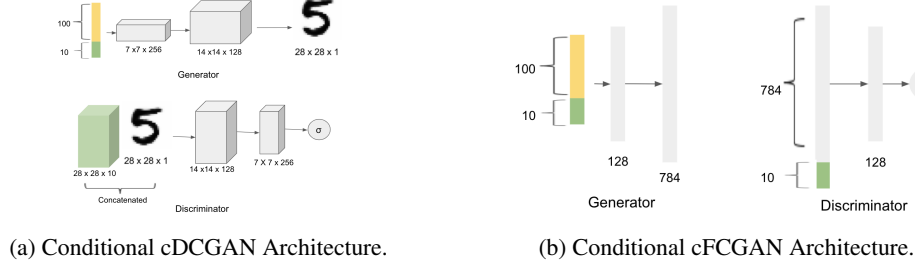 100
10
7 x7 x 256
14 x14 x 128
28 x 28 x 1
Generator
28 x 28 x 10
28 x 28 x 1
14 x14 x 128
7 X 7 x 256
σ
Concatenated
Discriminator
(a) Conditional cDCGAN Architecture.
100
10
128
784
Generator
784
10
128
Discriminator
(b) Conditional cFCGAN Architecture.